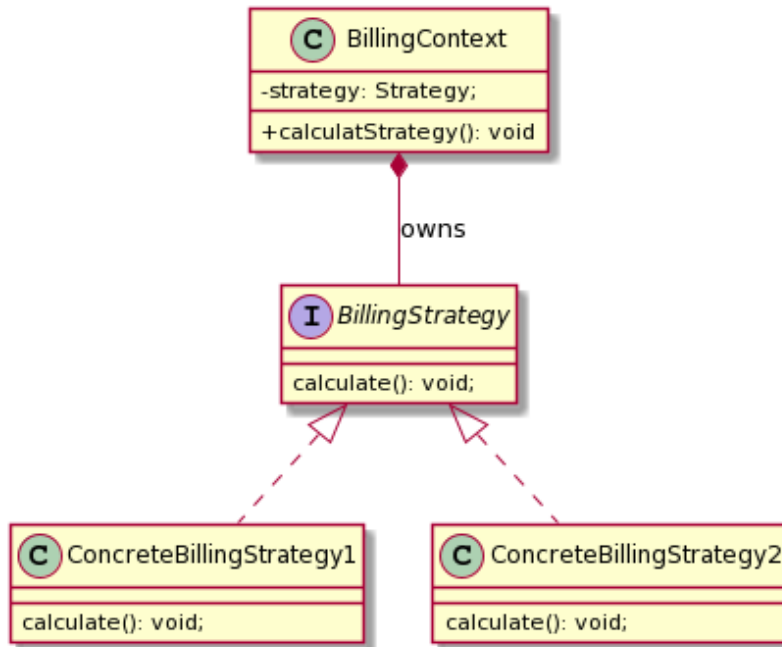 C BillingContext
-strategy: Strategy;
+calculatStrategy(): void
owns
I BillingStrategy
calculate(): void;
C ConcreteBillingStrategy1
calculate(): void;
C ConcreteBillingStrategy2
calculate(): void;